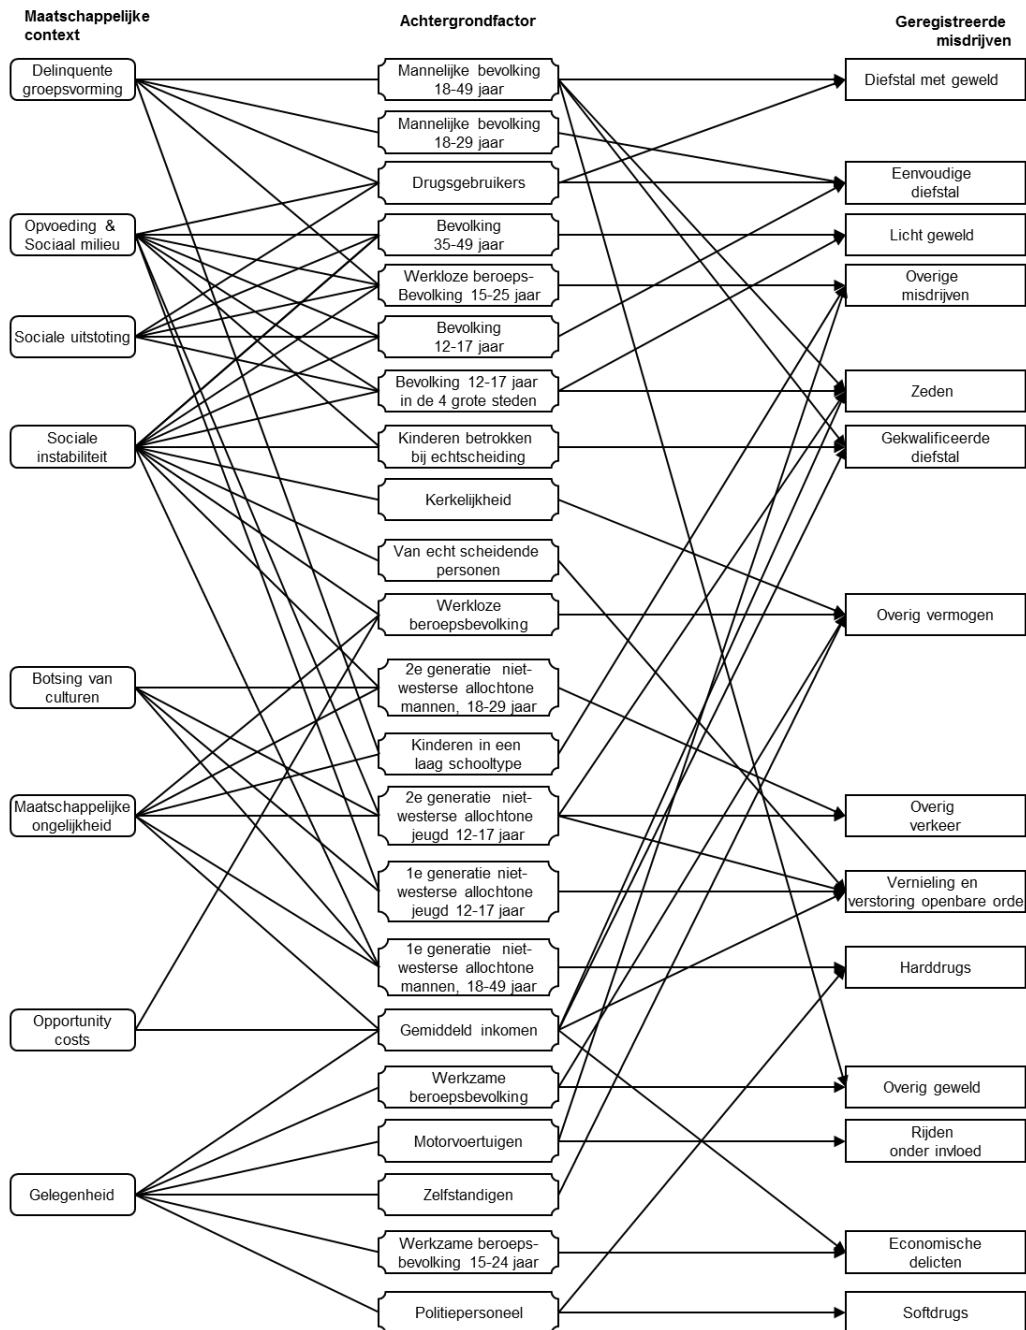 Maatschappelijke
context
Achtergrondfactor
Geregistreerde
misdrijven
Delinquente
groepsvorming
Opvoeding &
Sociaal milieu
Sociale uitstoting
Sociale
instabiliteit
Botsing van
culturen
Maatschappelijke
ongelijkheid
Opportunity
costs
Gelegenheid
Mannelijke bevolking
18-49 jaar
Mannelijke bevolking
18-29 jaar
Drugsgebruikers
Bevolking
35-49 jaar
Werkloze beroeps-
Bevolking 15-25 jaar
Bevolking
12-17 jaar
Bevolking 12-17 jaar
in de 4 grote steden
Kinderen betrokken
bij echtscheiding
Kerkelijkheid
Van echt scheidende
personen
Werkloze
beroepsbevolking
2e generatie niet-
westerse allochtone
mannen, 18-29 jaar
Kinderen in een
laag schooltype
2e generatie niet-
westerse allochtone
jeugd 12-17 jaar
1e generatie niet-
westerse allochtone
jeugd 12-17 jaar
1e generatie niet-
westerse allochtone
mannen, 18-49 jaar
Gemiddeld inkomen
Werkzame
beroepsbevolking
Motorvoertuigen
Zelfstandigen
Werkzame beroeps-
bevolking 15-24 jaar
Politiepersoneel
Diefstal met geweld
Eenvoudige
diefstal
Licht geweld
Overige
misdrijven
Zeden
Gekwalificeerde
diefstal
Overig vermogen
Overig
verkeer
Vernieling en
verstoring openbare orde
Harddrugs
Overig geweld
Rijden
onder invloed
Economische
delicten
Softdrugs